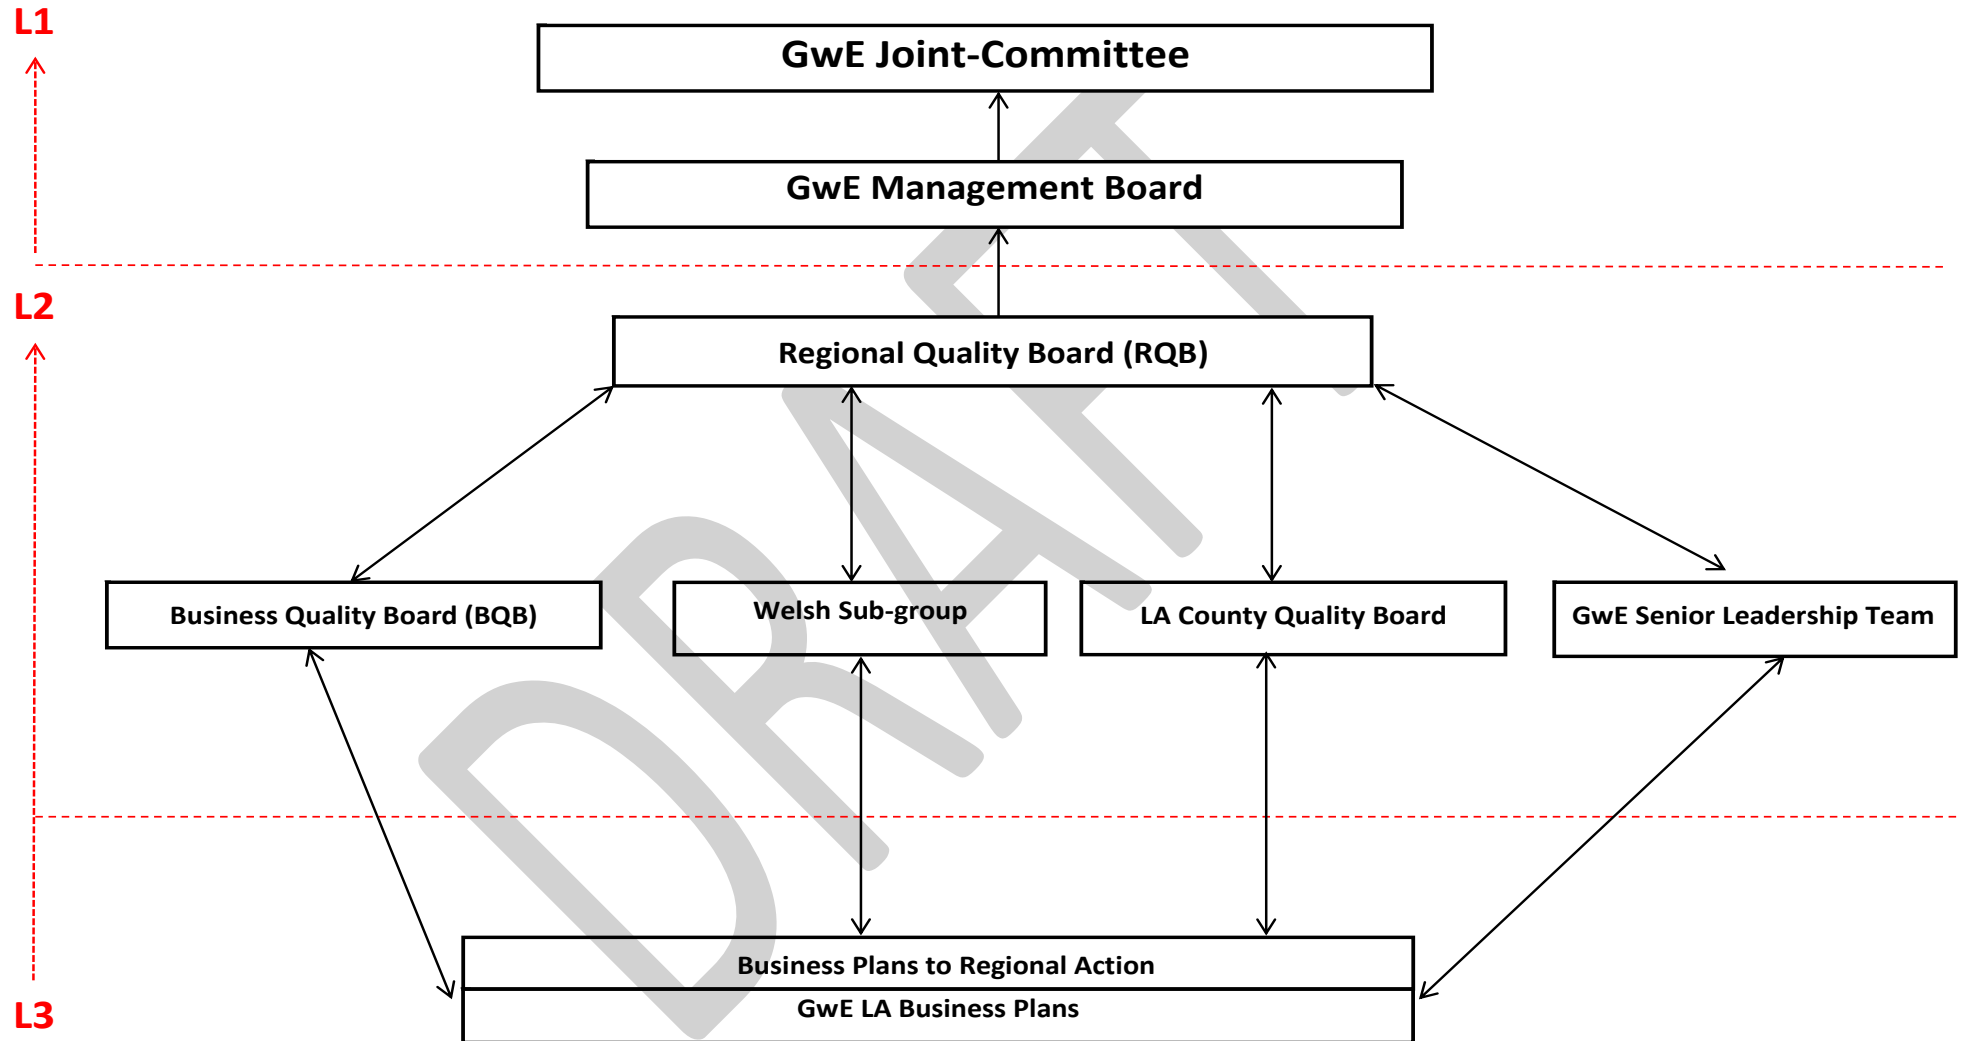 L1
GwE Joint-Committee
GwE Management Board
L2
Regional Quality Board (RQB)
Business Quality Board (BQB)
Welsh Sub-group
LA County Quality Board
GwE Senior Leadership Team
DRAFT
Business Plans to Regional Action
GwE LA Business Plans
L3